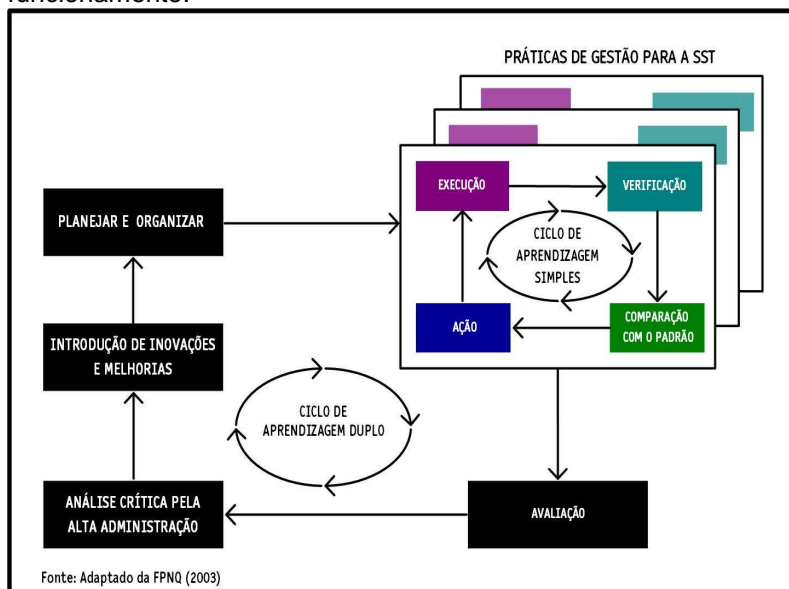 funcionamento.
PRÁTICAS DE GESTÃO PARA A SST
EXECUÇÃO
VERIFICAÇÃO
PLANEJAR E ORGANIZAR
CICLO DE
APRENDIZAGEM
SIMPLES
AÇÃO
COMPARAÇÃO
COM O PADRÃO
INTRODUÇÃO DE INOVAÇÕES
E MELHORIAS
CICLO DE
APRENDIZAGEM DUPLO
ANÁLISE CRÍTICA PELA
ALTA ADMINISTRAÇÃO
AVALIAÇÃO
Fonte: Adaptado da FPNQ (2003)